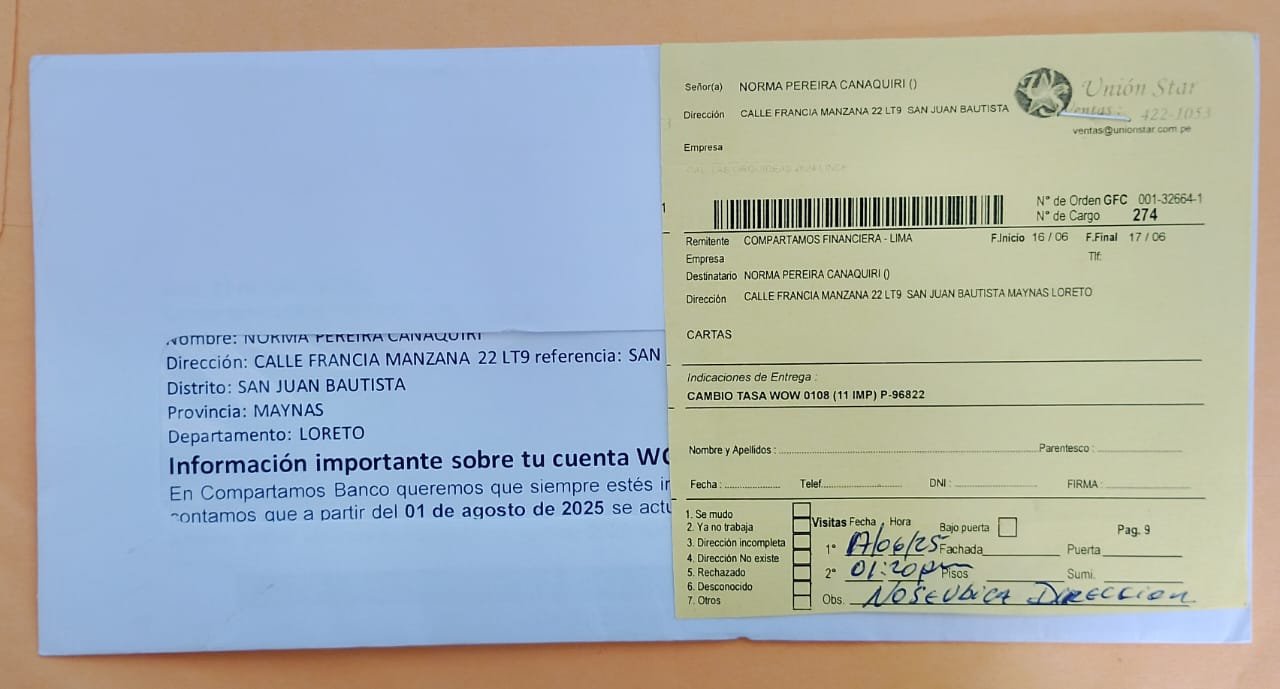 Nombre: NORMA PEREIRA CANAQUIRI
Dirección: CALLE FRANCIA MANZANA 22 LT9 referencia: SAN
Distrito: SAN JUAN BAUTISTA
Provincia: MAYNAS
Departamento: LORETO
Información importante sobre tu cuenta WO
En Compartamos Banco queremos que siempre estés
contamos que a partir del 01 de agosto de 2025 se
Señor(a) NORMA PEREIRA CANAQUIRI ()
Dirección CALLE FRANCIA MANZANA 22 LT9 SAN JUAN BAUTISTA
Empresa
Unión Star
Ventas: 422-1053
ventas@unionstar.com.pe
N° de Orden GFC 001-32664-1
N° de Cargo 274
Remitente COMPARTAMOS FINANCIERA - LIMA F.Inicio 16 / 06 F.Final 17 / 06
Empresa Tlf:
Destinatario NORMA PEREIRA CANAQUIRI ()
Dirección CALLE FRANCIA MANZANA 22 LT9 SAN JUAN BAUTISTA MAYNAS LORETO
CARTAS
Indicaciones de Entrega :
CAMBIO TASA WOW 0108 (11 IMP) P-96822
Nombre y Apellidos : Parentesco :
Fecha : Telef. DNI : FIRMA :
1. Se mudo
2. Ya no trabaja
3. Dirección incompleta
4. Dirección No existe
5. Rechazado
6. Desconocido
7. Otros
Visitas Fecha , Hora Bajo puerta Pag. 9
1° 17/06/25 Fachada Puerta
2° 01:20pm Pisos Sumi.
Obs. NO SE UBICA DIRECCION